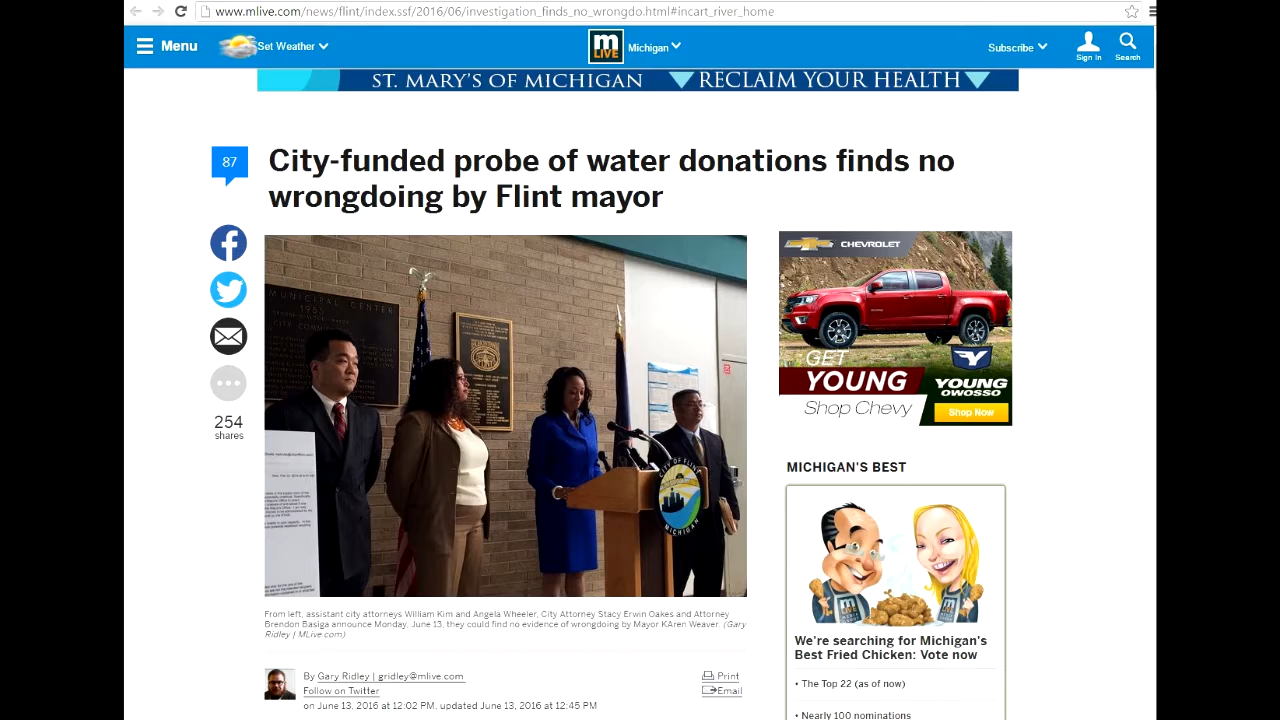 www.mlive.com/news/flint/index.ssf/2016/06/investigation_finds_no_wrongdo.html#incart_river_home
Menu
Set Weather
m
LIVE
Michigan
Subscribe
Sign In
Search
ST. MARY'S OF MICHIGAN
RECLAIM YOUR HEALTH
87
City-funded probe of water donations finds no
wrongdoing by Flint mayor
254
shares
MUNICIPAL CENTER
CITY OF FLINT
MICHIGAN
CHEVROLET
GET
YOUNG
Shop Chevy
YOUNG
OWOSSO
Shop Now
MICHIGAN'S BEST
We're searching for Michigan's
Best Fried Chicken: Vote now
• The Top 22 (as of now)
• Nearly 100 nominations
From left, assistant city attorneys William Kim and Angela Wheeler, City Attorney Stacy Erwin Oakes and Attorney
Brendon Basiga announce Monday, June 13, they could find no evidence of wrongdoing by Mayor KAren Weaver. (Gary
Ridley | MLive.com)
By Gary Ridley | gridley@mlive.com
Follow on Twitter
on June 13, 2016 at 12:02 PM, updated June 13, 2016 at 12:45 PM
Print
Email